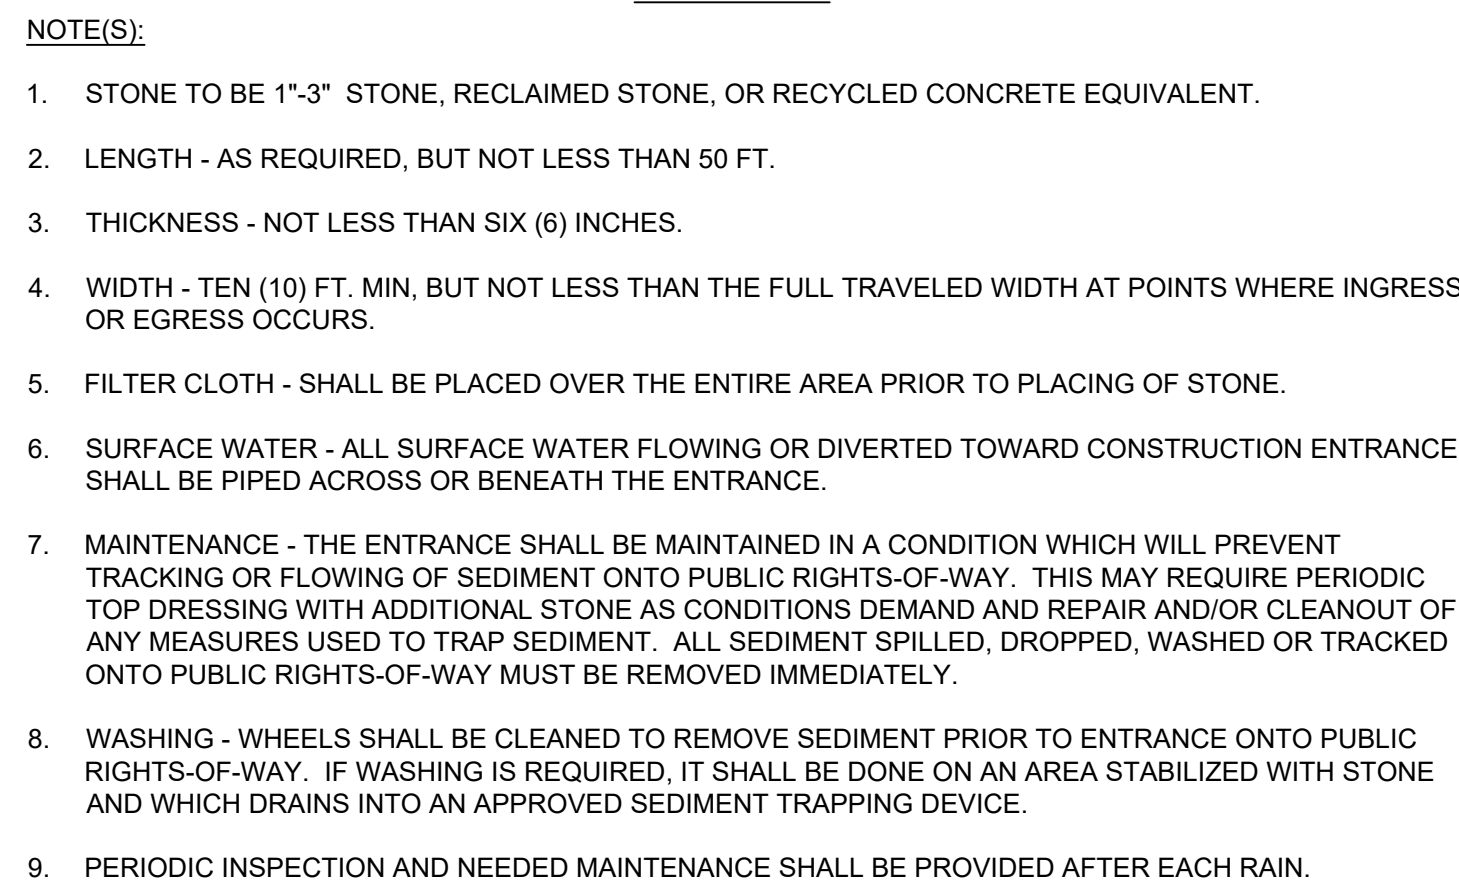 NOTE(S):
1. STONE TO BE 1"-3" STONE, RECLAIMED STONE, OR RECYCLED CONCRETE EQUIVALENT.
2. LENGTH - AS REQUIRED, BUT NOT LESS THAN 50 FT.
3. THICKNESS - NOT LESS THAN SIX (6) INCHES.
4. WIDTH - TEN (10) FT. MIN, BUT NOT LESS THAN THE FULL TRAVELED WIDTH AT POINTS WHERE INGRESS
OR EGRESS OCCURS.
5. FILTER CLOTH - SHALL BE PLACED OVER THE ENTIRE AREA PRIOR TO PLACING OF STONE.
6. SURFACE WATER - ALL SURFACE WATER FLOWING OR DIVERTED TOWARD CONSTRUCTION ENTRANCE
SHALL BE PIPED ACROSS OR BENEATH THE ENTRANCE.
7. MAINTENANCE - THE ENTRANCE SHALL BE MAINTAINED IN A CONDITION WHICH WILL PREVENT
TRACKING OR FLOWING OF SEDIMENT ONTO PUBLIC RIGHTS-OF-WAY. THIS MAY REQUIRE PERIODIC
TOP DRESSING WITH ADDITIONAL STONE AS CONDITIONS DEMAND AND REPAIR AND/OR CLEANOUT OF
ANY MEASURES USED TO TRAP SEDIMENT. ALL SEDIMENT SPILLED, DROPPED, WASHED OR TRACKED
ONTO PUBLIC RIGHTS-OF-WAY MUST BE REMOVED IMMEDIATELY.
8. WASHING - WHEELS SHALL BE CLEANED TO REMOVE SEDIMENT PRIOR TO ENTRANCE ONTO PUBLIC
RIGHTS-OF-WAY. IF WASHING IS REQUIRED, IT SHALL BE DONE ON AN AREA STABILIZED WITH STONE
AND WHICH DRAINS INTO AN APPROVED SEDIMENT TRAPPING DEVICE.
9. PERIODIC INSPECTION AND NEEDED MAINTENANCE SHALL BE PROVIDED AFTER EACH RAIN.